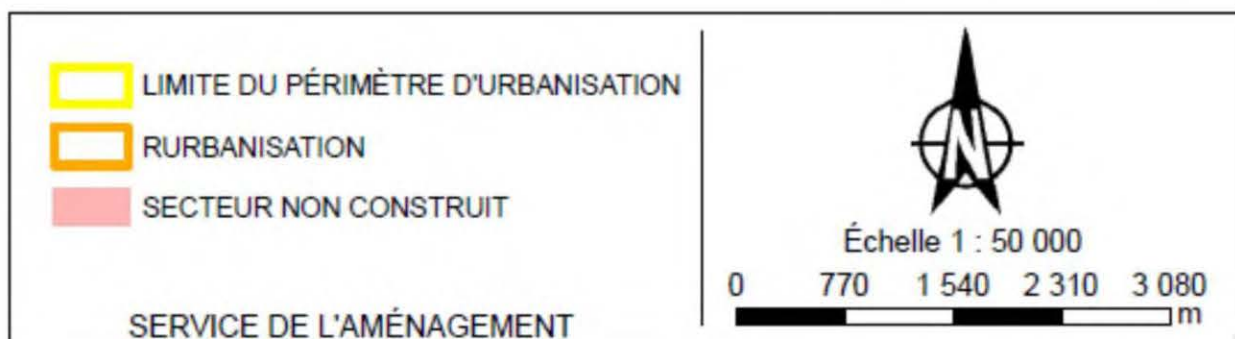 LIMITE DU PÉRIMÈTRE D'URBANISATION
RURBANISATION
SECTEUR NON CONSTRUIT
SERVICE DE L'AMÉNAGEMENT
N
Échelle 1 : 50 000
0 770 1 540 2 310 3 080
m